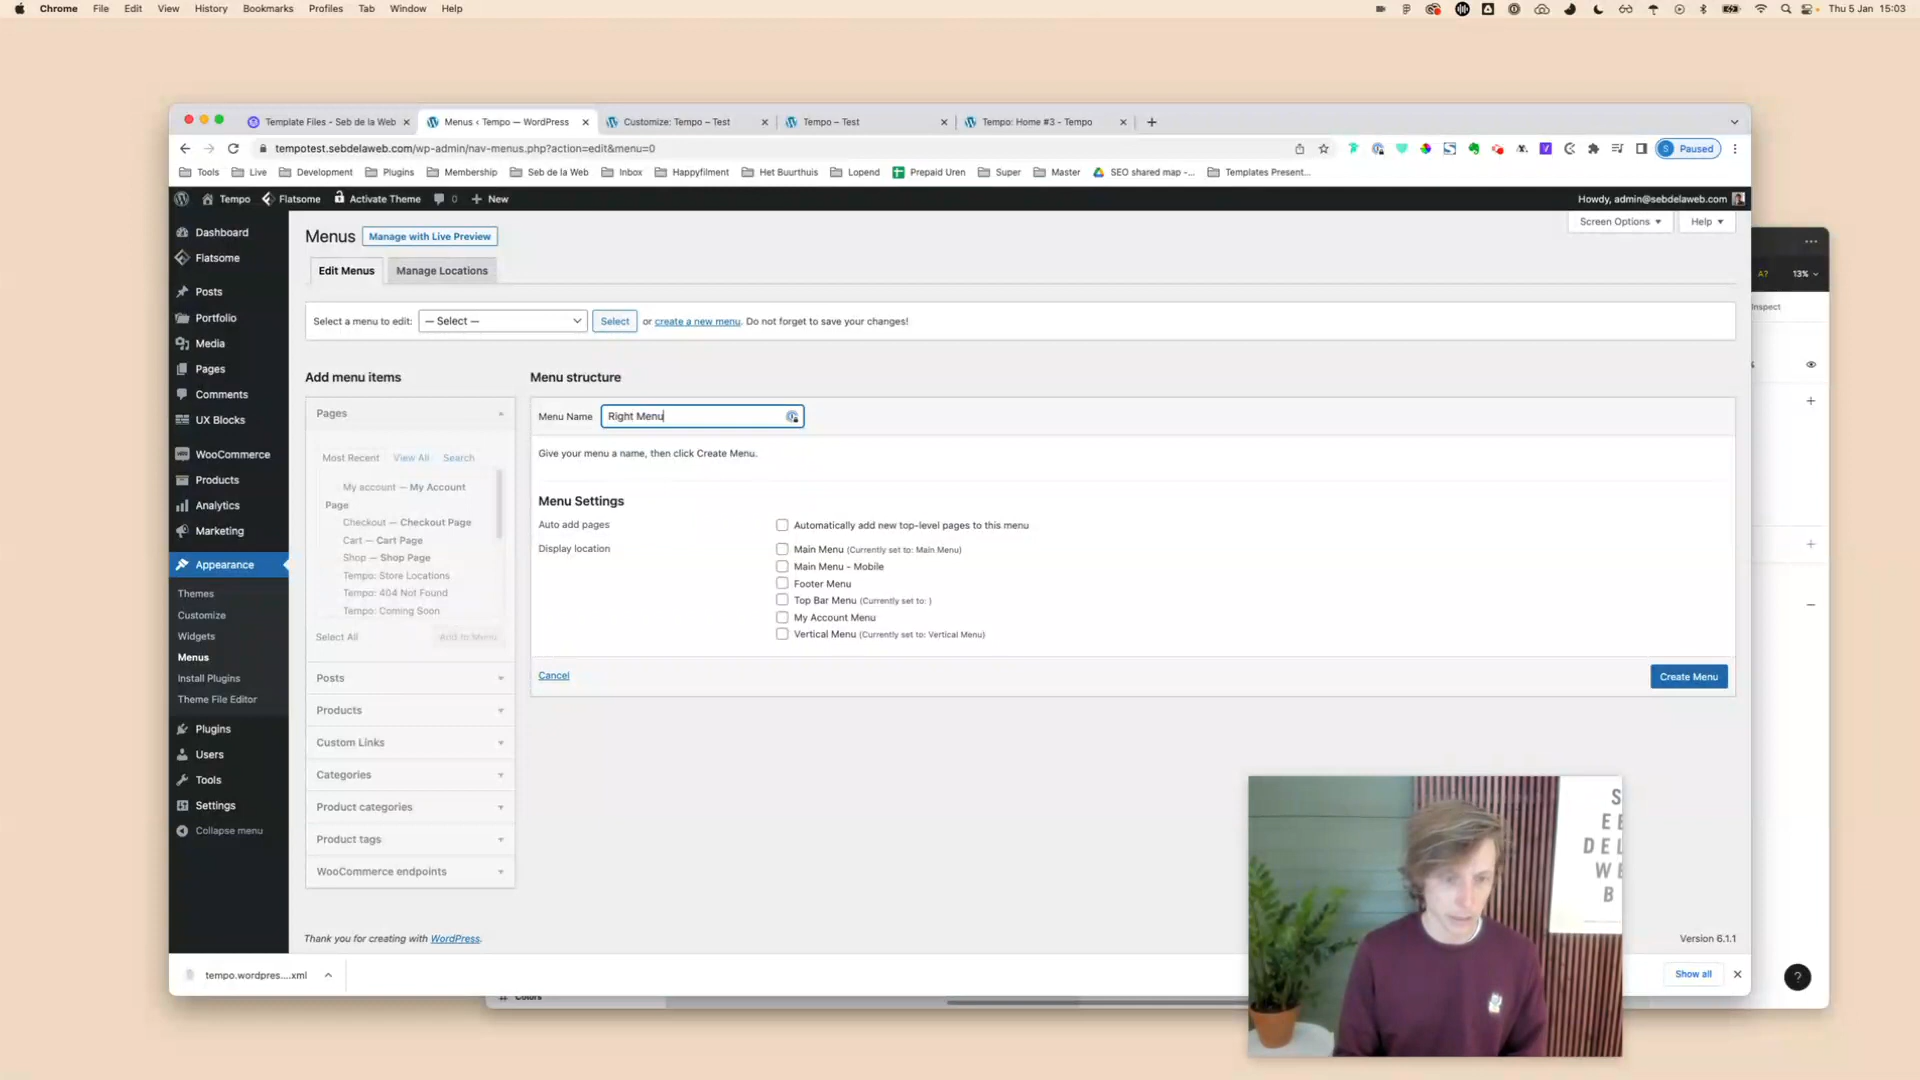 Chrome File Edit View History Bookmarks Profiles Tab Window Help Thu 5 Jan 15:03
Template Files - Seb de la Web Menus ‹ Tempo — WordPress Customize: Tempo – Test Tempo – Test Tempo: Home #3 - Tempo
tempotest.sebdelaweb.com/wp-admin/nav-menus.php?action=edit&menu=0 S Paused
Tools Live Development Plugins Membership Seb de la Web Inbox Happyfilment Het Buurthuis Lopend Prepaid Uren Super Master SEO shared map -... Templates Present...
Tempo Flatsome Activate Theme 0 New Howdy, admin@sebdelaweb.com
Screen Options Help
Menus Manage with Live Preview
Edit Menus Manage Locations
Select a menu to edit: — Select — Select or create a new menu. Do not forget to save your changes!
Dashboard
Flatsome
Posts
Portfolio
Media
Pages
Comments
UX Blocks
WooCommerce
Products
Analytics
Marketing
Appearance
Themes
Customize
Widgets
Menus
Install Plugins
Theme File Editor
Plugins
Users
Tools
Settings
Collapse menu
Add menu items
Pages
Most Recent View All Search
My account — My Account
Page
Checkout — Checkout Page
Cart — Cart Page
Shop — Shop Page
Tempo: Store Locations
Tempo: 404 Not Found
Tempo: Coming Soon
Select All Add to Menu
Posts
Products
Custom Links
Categories
Product categories
Product tags
WooCommerce endpoints
Menu structure
Menu Name Right Menu
Give your menu a name, then click Create Menu.
Menu Settings
Auto add pages Automatically add new top-level pages to this menu
Display location Main Menu (Currently set to: Main Menu)
Main Menu - Mobile
Footer Menu
Top Bar Menu (Currently set to: )
My Account Menu
Vertical Menu (Currently set to: Vertical Menu)
Cancel Create Menu
Thank you for creating with WordPress. Version 6.1.1
tempo.wordpres....xml Show all
Colors
A? 13%
S
E E
D E L
W E
B
?